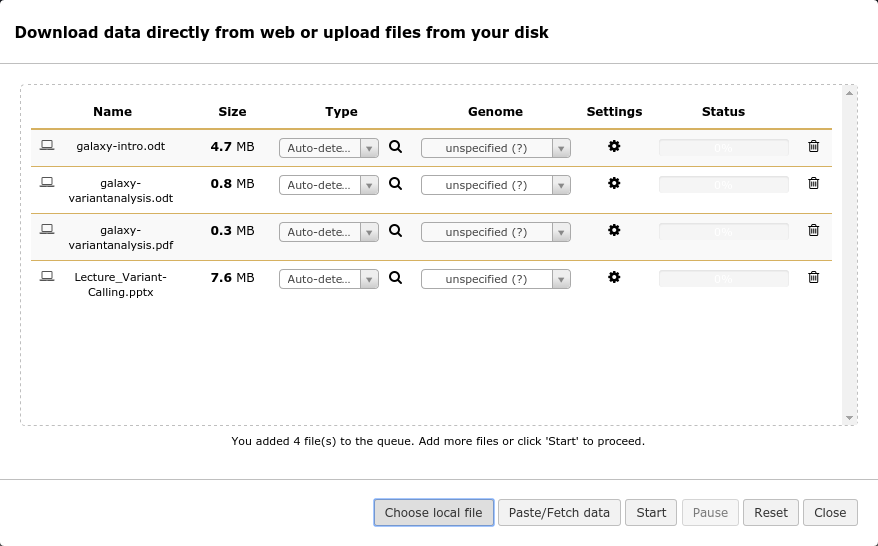 Download data directly from web or upload files from your disk
Name Size Type Genome Settings Status
galaxy-intro.odt 4.7 MB Auto-dete... unspecified (?) 0%
galaxy-
variantanalysis.odt 0.8 MB Auto-dete... unspecified (?) 0%
galaxy-
variantanalysis.pdf 0.3 MB Auto-dete... unspecified (?) 0%
Lecture_Variant-
Calling.pptx 7.6 MB Auto-dete... unspecified (?) 0%
You added 4 file(s) to the queue. Add more files or click 'Start' to proceed.
Choose local file Paste/Fetch data Start Pause Reset Close